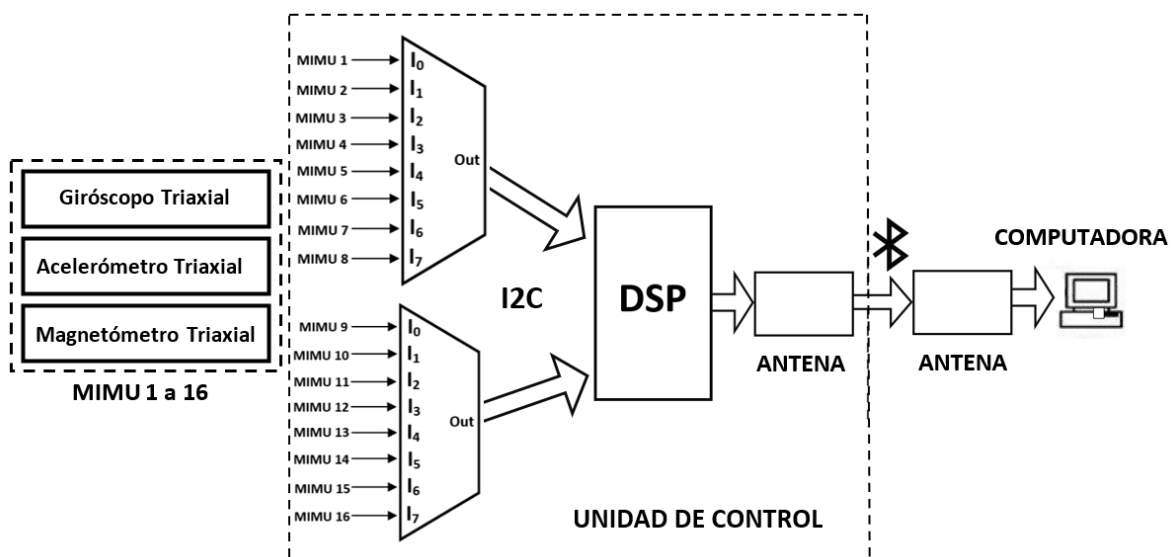 Giróscopo Triaxial
Acelerómetro Triaxial
Magnetómetro Triaxial
MIMU 1 a 16
MIMU 1 I0
MIMU 2 I1
MIMU 3 I2
MIMU 4 I3
MIMU 5 I4
MIMU 6 I5
MIMU 7 I6
MIMU 8 I7
Out
MIMU 9 I0
MIMU 10 I1
MIMU 11 I2
MIMU 12 I3
MIMU 13 I4
MIMU 14 I5
MIMU 15 I6
MIMU 16 I7
Out
I2C
DSP
ANTENA
ANTENA
COMPUTADORA
UNIDAD DE CONTROL